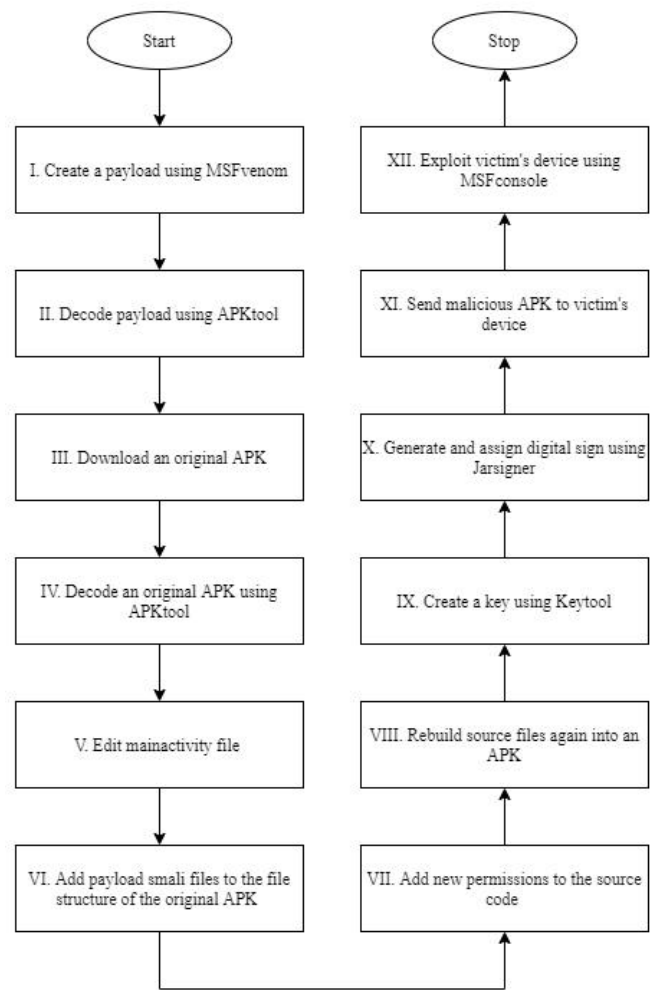 Start
I. Create a payload using MSFvenom
II. Decode payload using APKtool
III. Download an original APK
IV. Decode an original APK using
APKtool
V. Edit mainactivity file
VI. Add payload smali files to the file
structure of the original APK
VII. Add new permissions to the source
code
VIII. Rebuild source files again into an
APK
IX. Create a key using Keytool
X. Generate and assign digital sign using
Jarsigner
XI. Send malicious APK to victim's
device
XII. Exploit victim's device using
MSFconsole
Stop